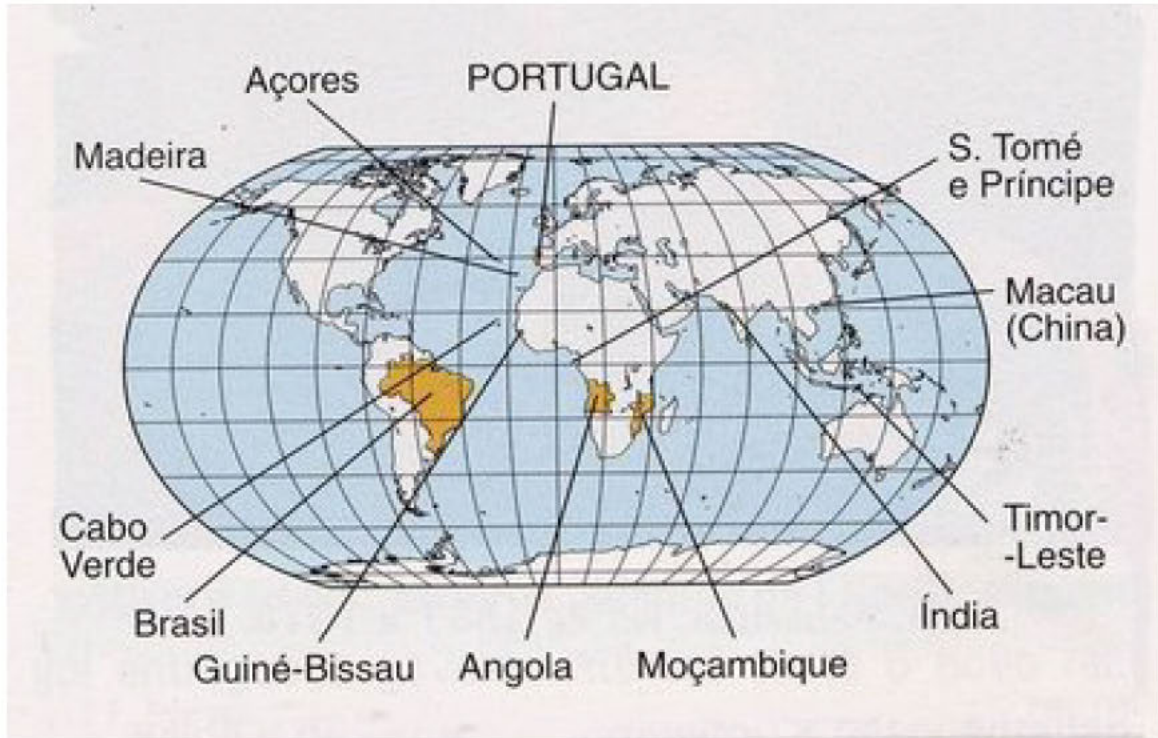 Açores
PORTUGAL
Madeira
S. Tomé
e Príncipe
Macau
(China)
Cabo
Verde
Timor-
-Leste
Brasil
Índia
Guiné-Bissau
Angola
Moçambique